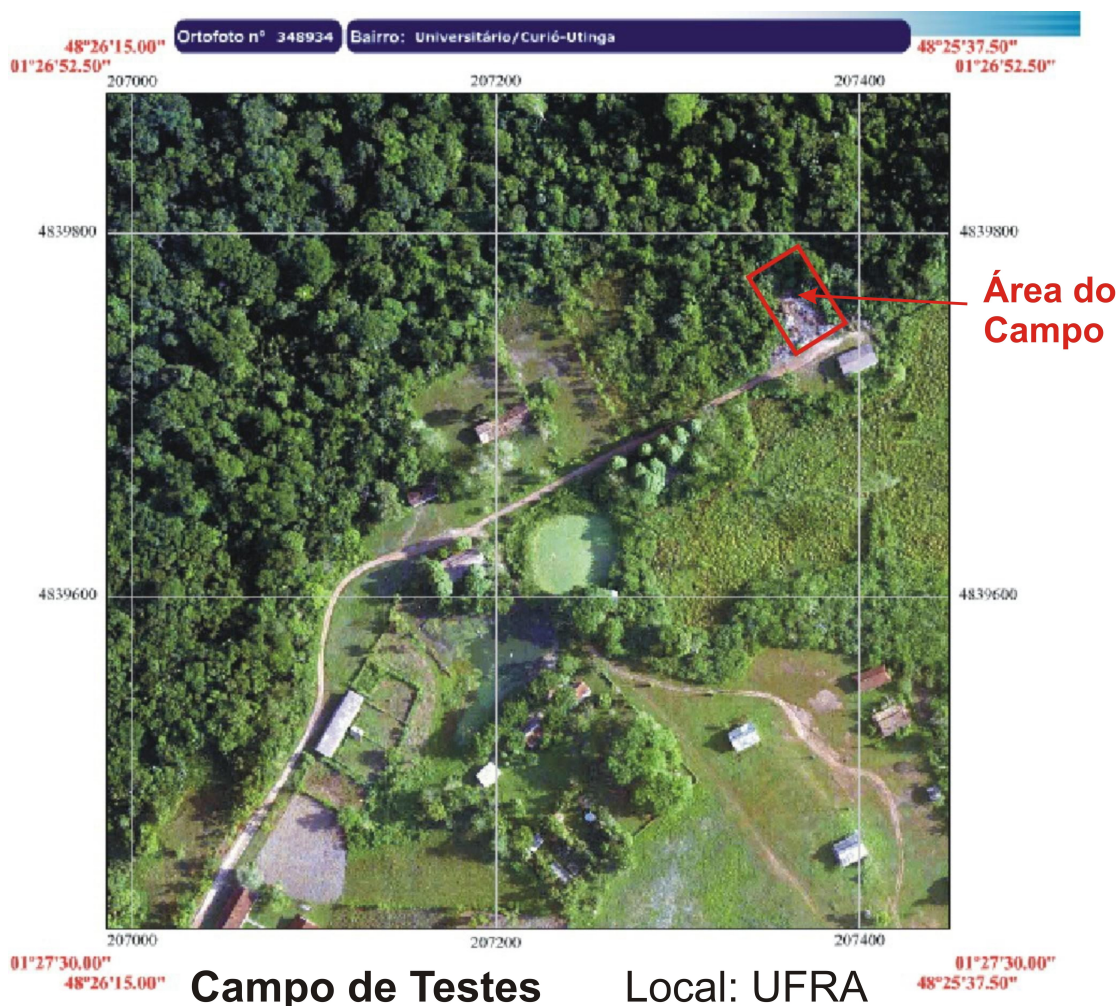 Ortofoto nº 348934 Bairro: Universitário/Curió-Utinga
48°26'15.00" 48°25'37.50"
01°26'52.50" 01°26'52.50"
207000 207200 207400
4839800 4839800
Área do
Campo
4839600 4839600
207000 207200 207400
01°27'30.00" 01°27'30.00"
48°26'15.00" 48°25'37.50"
Campo de Testes Local: UFRA